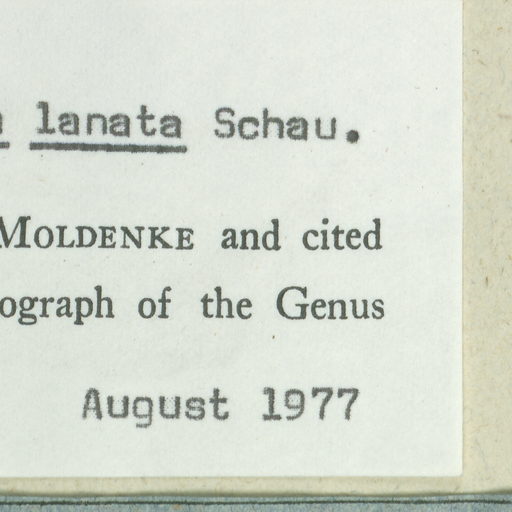 lanata Schau.
MOLDENKE and cited
ograph of the Genus
August 1977